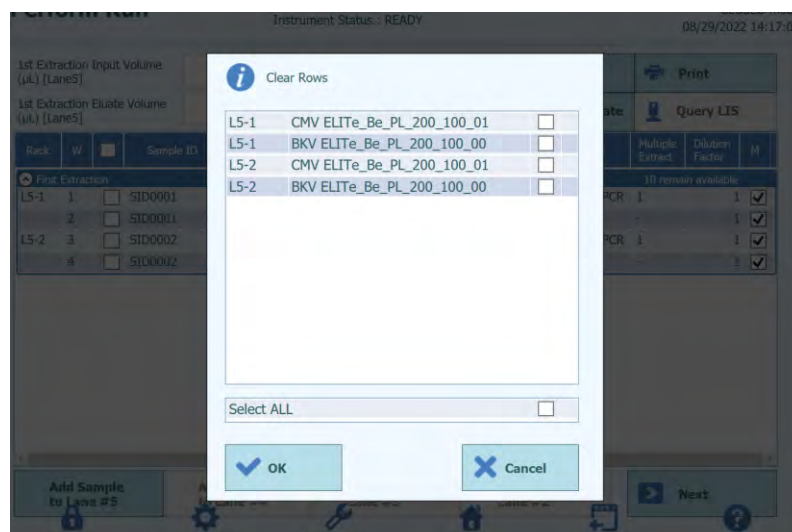 Perform Run
Instrument Status : READY
08/29/2022 14:17:0
1st Extraction Input Volume
(µL) [Lane5]
Print
1st Extraction Eluate Volume
(µL) [Lane5]
ate
Query LIS
Rack W Sample ID Multiple Extract Dilution Factor M
First Extraction 10 remain available
L5-1 1 SID0001 PCR 1 1
2 SID0001 - 1
L5-2 3 SID0002 PCR 1 1
4 SID0002 - 1
Clear Rows
L5-1 CMV ELITe_Be_PL_200_100_01
L5-1 BKV ELITe_Be_PL_200_100_00
L5-2 CMV ELITe_Be_PL_200_100_01
L5-2 BKV ELITe_Be_PL_200_100_00
Select ALL
OK
Cancel
Add Sample
to Lane #5
Next